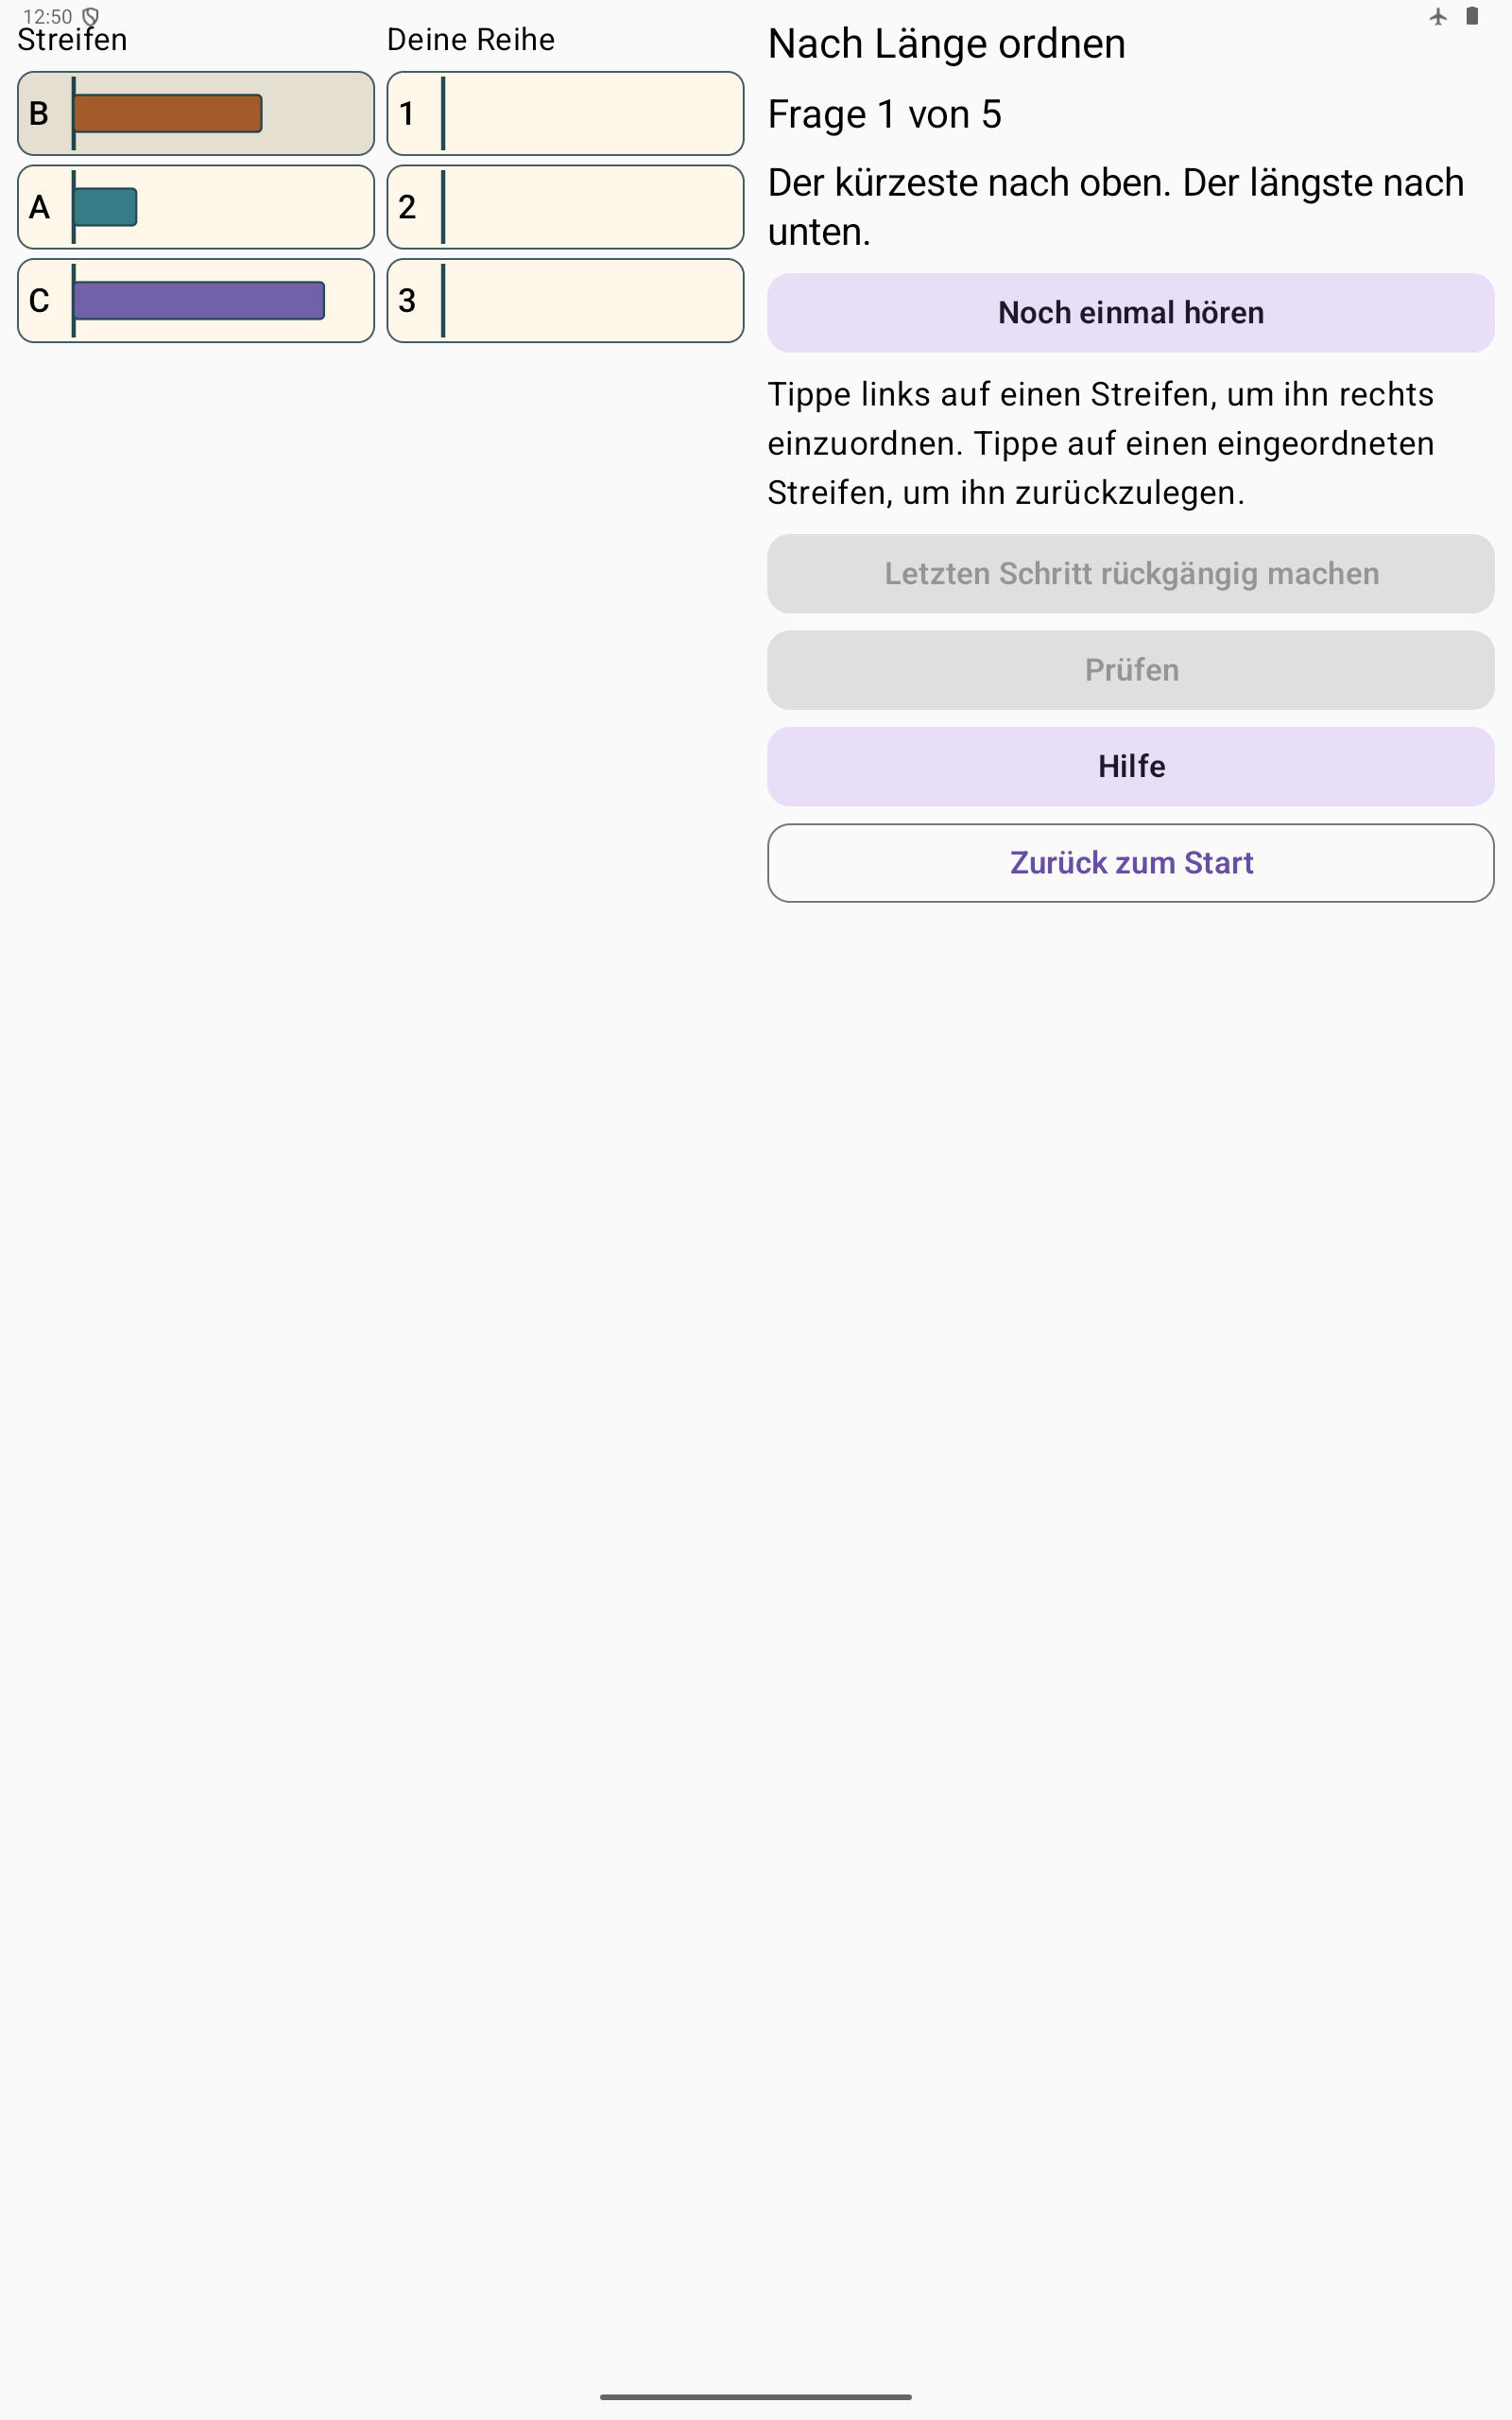 12:50
Streifen
B
A
C
Deine Reihe
1
2
3
Nach Länge ordnen
Frage 1 von 5
Der kürzeste nach oben. Der längste nach
unten.
Noch einmal hören
Tippe links auf einen Streifen, um ihn rechts
einzuordnen. Tippe auf einen eingeordneten
Streifen, um ihn zurückzulegen.
Letzten Schritt rückgängig machen
Prüfen
Hilfe
Zurück zum Start